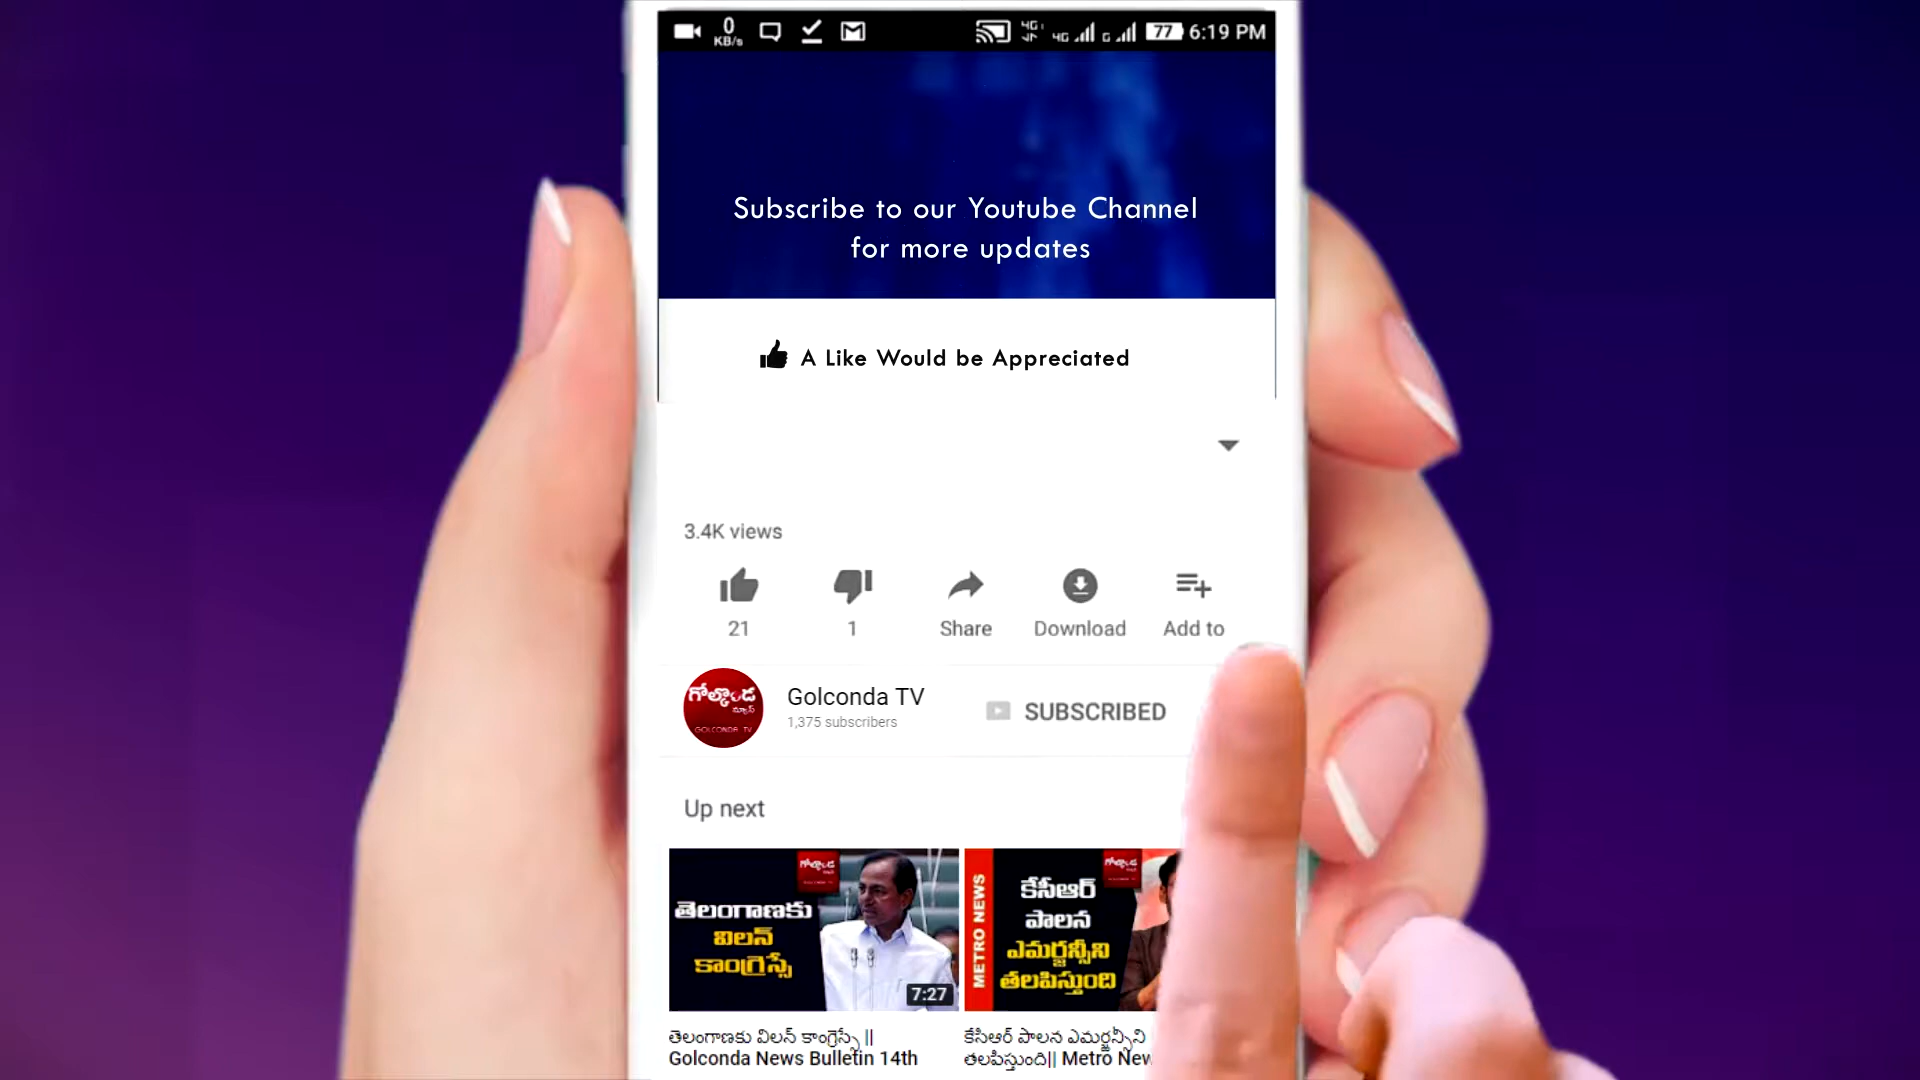 0
KB/s
4G
4G
G
77
6:19 PM
Subscribe to our Youtube Channel
for more updates
A Like Would be Appreciated
3.4K views
21
1
Share
Download
Add to
గోల్కొండ
న్యూస్
GOLCONDA TV
Golconda TV
1,375 subscribers
SUBSCRIBED
Up next
తెలంగాణకు
విలన్
కాంగ్రెస్సే
7:27
METRO NEWS
కేసీఆర్
పాలన
ఎమర్జన్సీని
తలపిస్తుంది
తెలంగాణకు విలన్ కాంగ్రెస్సే ||
Golconda News Bulletin 14th
కేసిఆర్ పాలన ఎమర్జన్సీని
తలపిస్తుంది|| Metro New